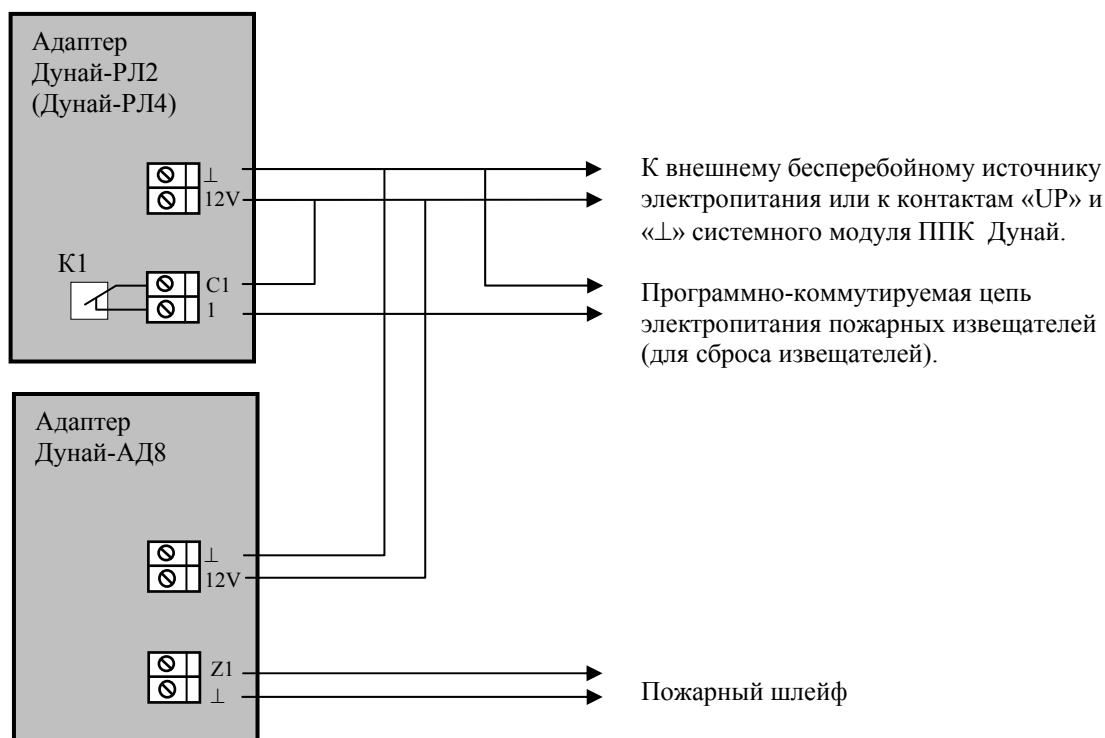 Адаптер
Дунай-РЛ2
(Дунай-РЛ4)
⊥
12V
К1
C1
1
К внешнему бесперебойному источнику
электропитания или к контактам «UP» и
«⊥» системного модуля ППК Дунай.
Программно-коммутируемая цепь
электропитания пожарных извещателей
(для сброса извещателей).
Адаптер
Дунай-АД8
⊥
12V
Z1
⊥
Пожарный шлейф